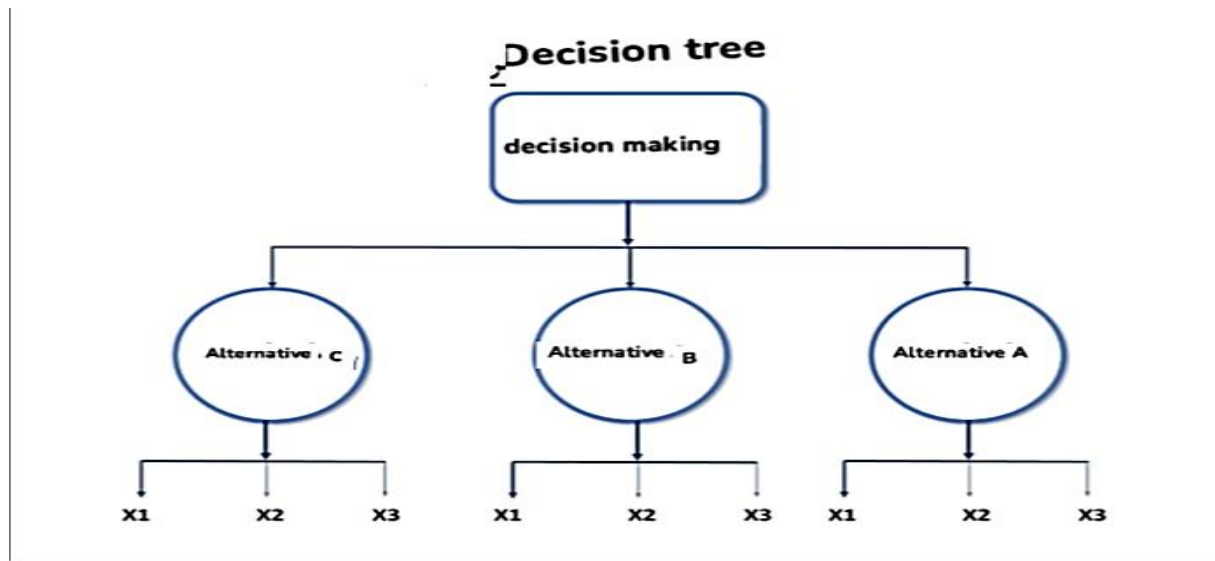 Decision tree
decision making
Alternative C
Alternative B
Alternative A
X1 X2 X3 X1 X2 X3 X1 X2 X3